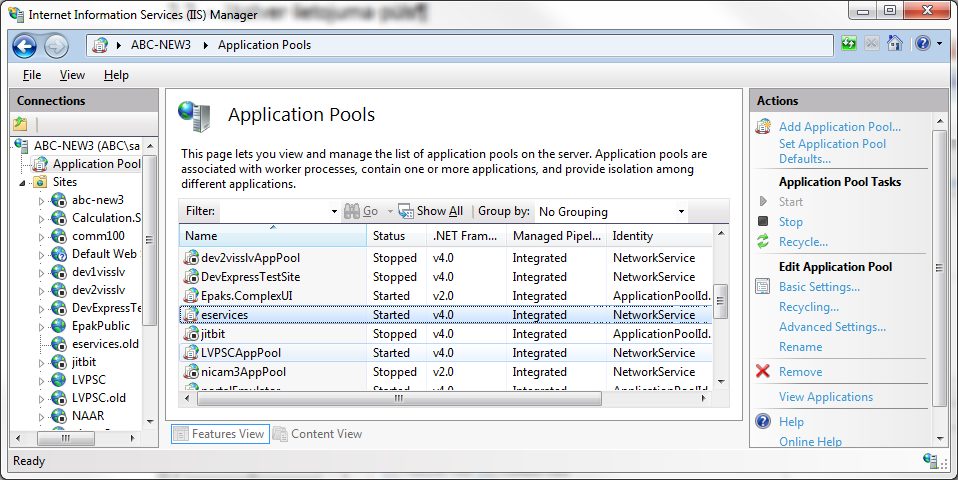 Internet Information Services (IIS) Manager
ABC-NEW3 Application Pools
File View Help
Connections
ABC-NEW3 (ABC\sa
Application Pool
Sites
abc-new3
Calculation.S
comm100
Default Web
dev1visslv
dev2visslv
DevExpressTe
EpakPublic
eservices.old
jitbit
LVPSC
LVPSC.old
NAAR
Application Pools
This page lets you view and manage the list of application pools on the server. Application pools are
associated with worker processes, contain one or more applications, and provide isolation among
different applications.
Filter: Go Show All Group by: No Grouping
Name Status .NET Fram... Managed Pipel... Identity
dev2visslvAppPool Stopped v4.0 Integrated NetworkService
DevExpressTestSite Stopped v4.0 Integrated NetworkService
Epaks.ComplexUI Started v2.0 Integrated ApplicationPoolId.
eservices Started v4.0 Integrated NetworkService
jitbit Stopped v4.0 Integrated ApplicationPoolId.
LVPSCAppPool Started v4.0 Integrated NetworkService
nicam3AppPool Stopped v2.0 Integrated NetworkService
Features View Content View
Actions
Add Application Pool...
Set Application Pool
Defaults...
Application Pool Tasks
Start
Stop
Recycle...
Edit Application Pool
Basic Settings...
Recycling...
Advanced Settings...
Rename
Remove
View Applications
Help
Online Help
Ready